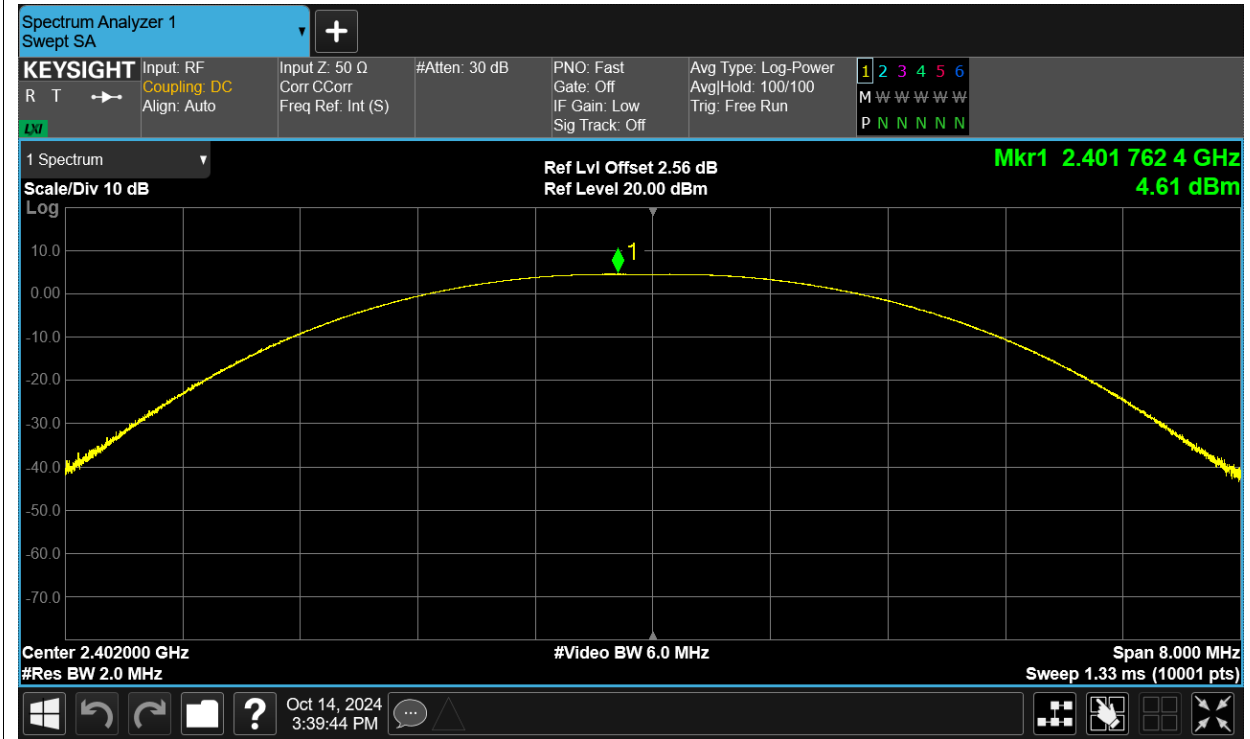 Spectrum Analyzer 1
Swept SA
+
KEYSIGHT
R T
LXI
Input: RF
Coupling: DC
Align: Auto
Input Z: 50 Ω
Corr CCorr
Freq Ref: Int (S)
#Atten: 30 dB
PNO: Fast
Gate: Off
IF Gain: Low
Sig Track: Off
Avg Type: Log-Power
Avg|Hold: 100/100
Trig: Free Run
1 2 3 4 5 6
M W W W W W
P N N N N N
1 Spectrum
Scale/Div 10 dB
Log
Ref Lvl Offset 2.56 dB
Ref Level 20.00 dBm
Mkr1 2.401 762 4 GHz
4.61 dBm
1
10.0
0.00
-10.0
-20.0
-30.0
-40.0
-50.0
-60.0
-70.0
Center 2.402000 GHz
#Res BW 2.0 MHz
#Video BW 6.0 MHz
Span 8.000 MHz
Sweep 1.33 ms (10001 pts)
?
Oct 14, 2024
3:39:44 PM